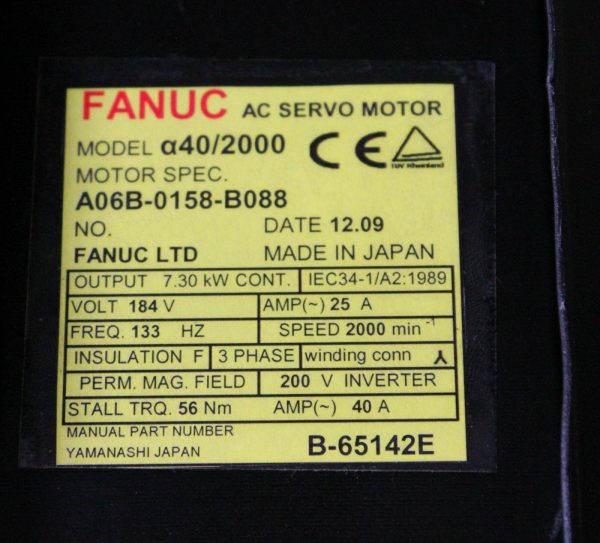 FANUC AC SERVO MOTOR
MODEL α40/2000
CE
TUV Rheinland
MOTOR SPEC.
A06B-0158-B088
NO. DATE 12.09
FANUC LTD MADE IN JAPAN
OUTPUT 7.30 kW CONT. IEC34-1/A2:1989
VOLT 184 V AMP(~) 25 A
FREQ. 133 HZ SPEED 2000 min⁻¹
INSULATION F 3 PHASE winding conn
PERM. MAG. FIELD 200 V INVERTER
STALL TRQ. 56 Nm AMP(~) 40 A
MANUAL PART NUMBER
YAMANASHI JAPAN B-65142E